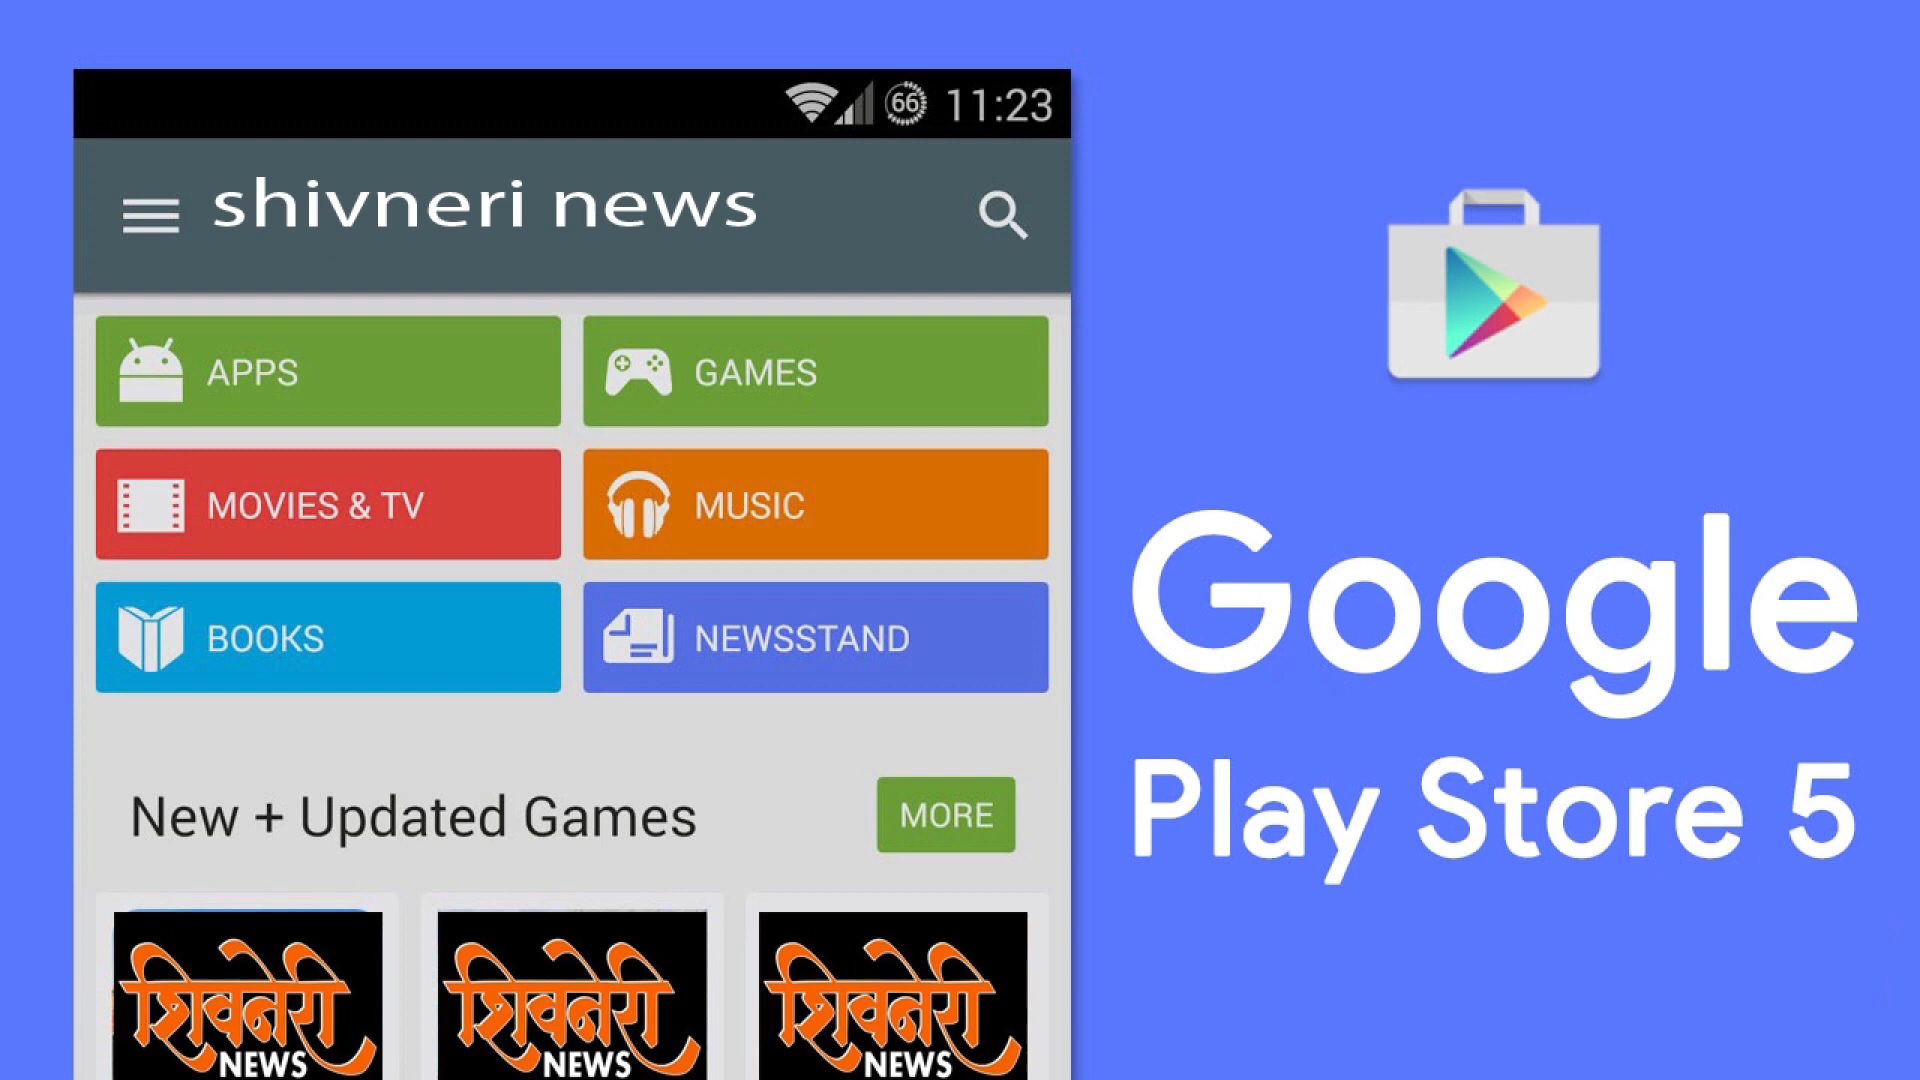 66 11:23
shivneri news
APPS
GAMES
MOVIES & TV
MUSIC
BOOKS
NEWSSTAND
New + Updated Games
MORE
शिवनेरी
NEWS
शिवनेरी
NEWS
शिवनेरी
NEWS
Google
Play Store 5